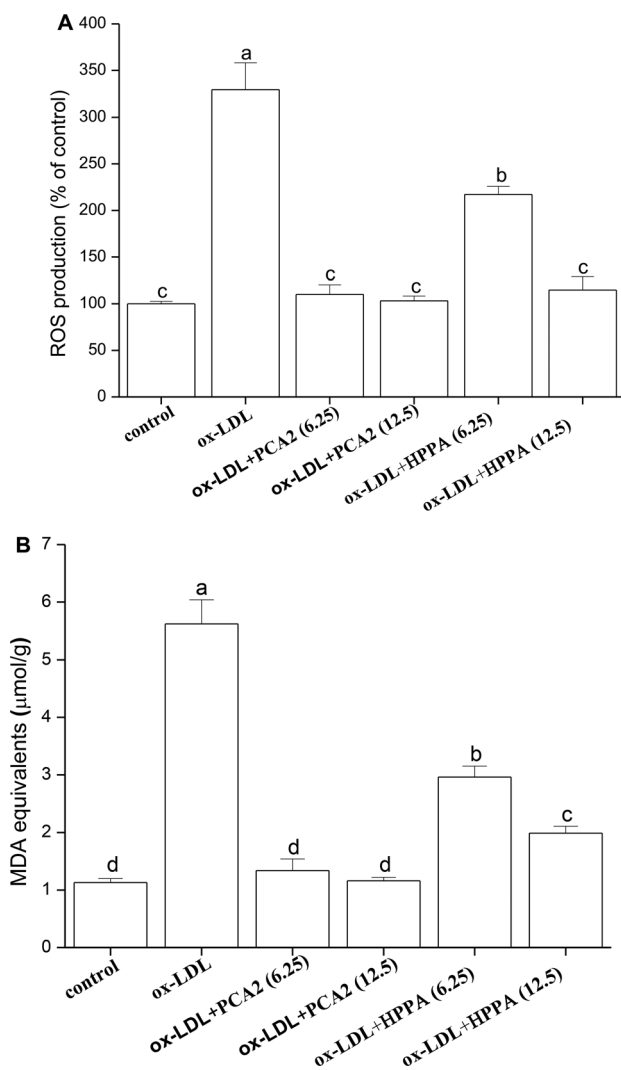 A
400
350
300
250
200
150
100
50
0
ROS production (% of control)
c
a
c
c
b
c
control
ox-LDL
ox-LDL+PCA2 (6.25)
ox-LDL+PCA2 (12.5)
ox-LDL+HPPA (6.25)
ox-LDL+HPPA (12.5)
B
7
6
5
4
3
2
1
0
MDA equivalents (μmol/g)
d
a
d
d
b
c
control
ox-LDL
ox-LDL+PCA2 (6.25)
ox-LDL+PCA2 (12.5)
ox-LDL+HPPA (6.25)
ox-LDL+HPPA (12.5)